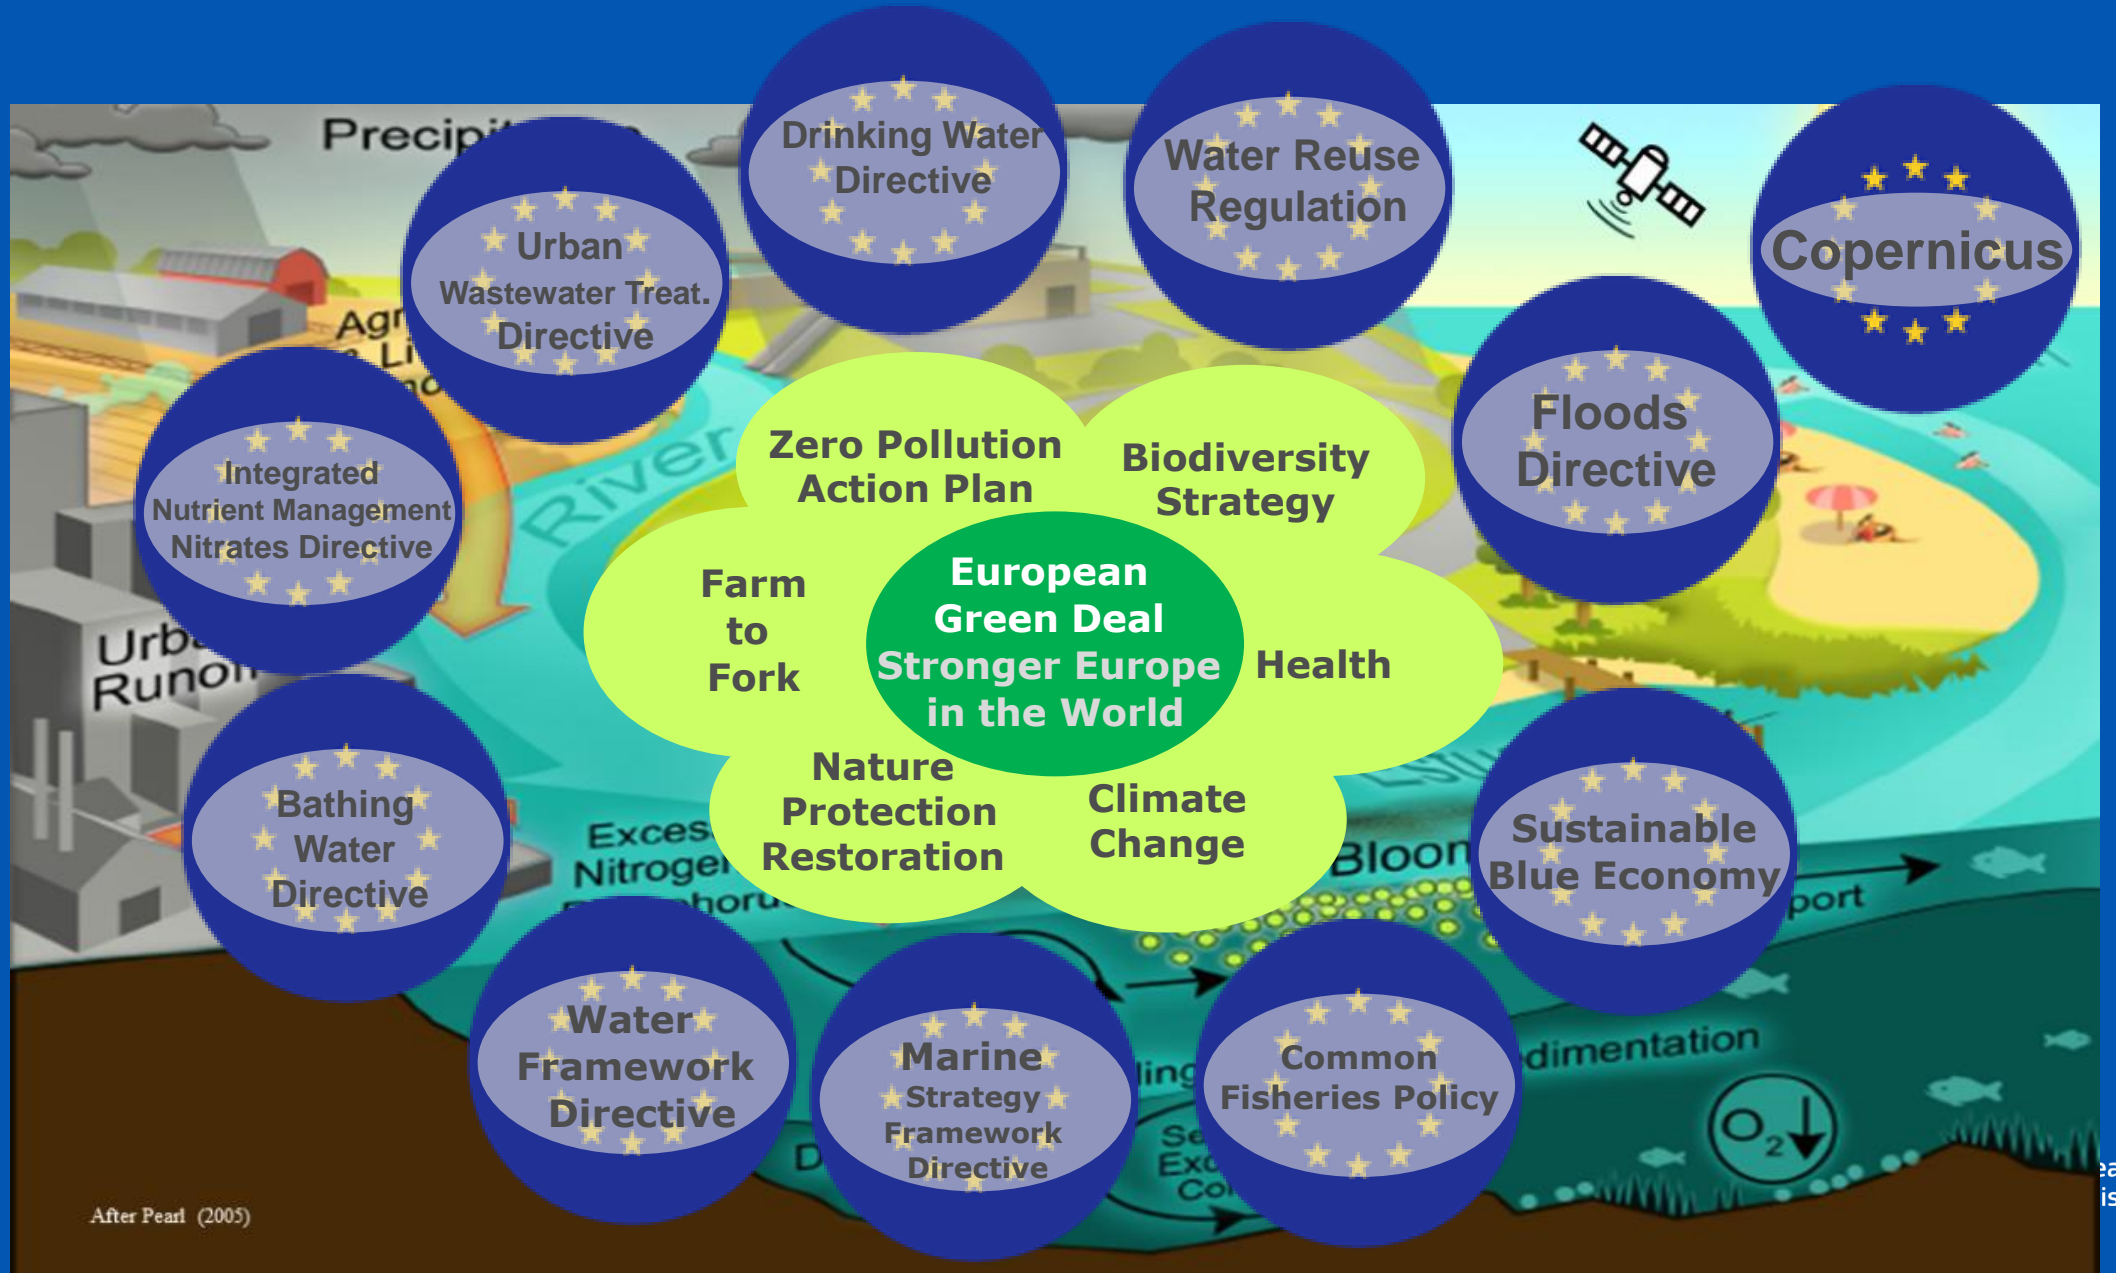 Drinking Water
Directive
Water Reuse
Regulation
Copernicus
Urban
Wastewater Treat.
Directive
Floods
Directive
Integrated
Nutrient Management
Nitrates Directive
Zero Pollution
Action Plan
Biodiversity
Strategy
Farm
to
Fork
European
Green Deal
Stronger Europe
in the World
Health
Nature
Protection
Restoration
Climate
Change
Bathing
Water
Directive
Sustainable
Blue Economy
Water
Framework
Directive
Marine
Strategy
Framework
Directive
Common
Fisheries Policy
River
O2
After Pearl (2005)